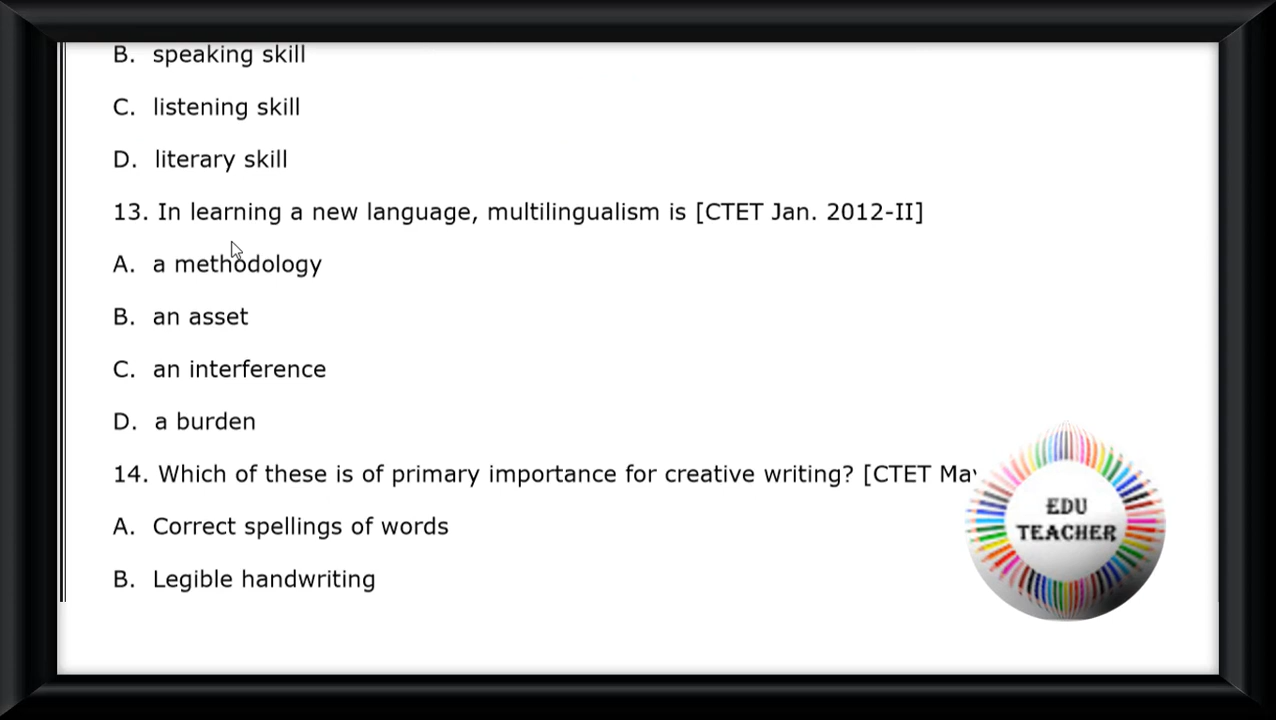 B. speaking skill
C. listening skill
D. literary skill
13. In learning a new language, multilingualism is [CTET Jan. 2012-II]
A. a methodology
B. an asset
C. an interference
D. a burden
14. Which of these is of primary importance for creative writing? [CTET
A. Correct spellings of words
B. Legible handwriting
EDU
TEACHER